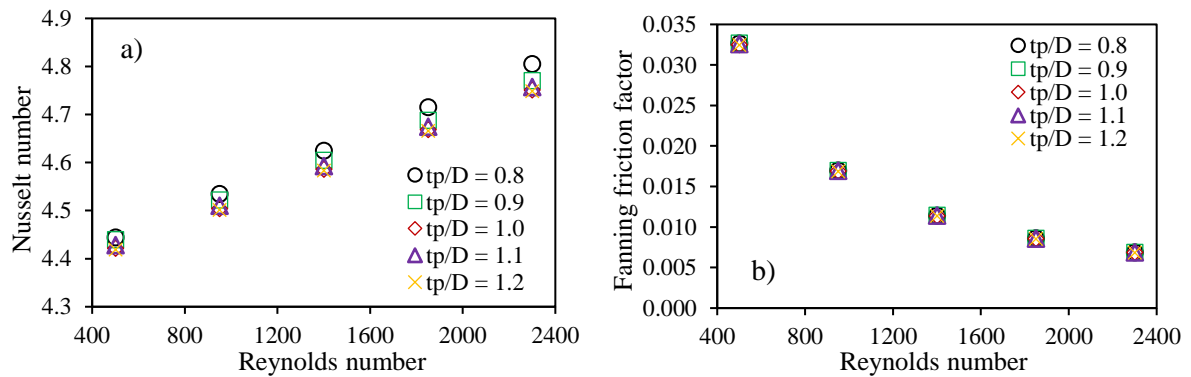 a)
Nusselt number
4.9
4.8
4.7
4.6
4.5
4.4
4.3
tp/D = 0.8
tp/D = 0.9
tp/D = 1.0
tp/D = 1.1
tp/D = 1.2
400 800 1200 1600 2000 2400
Reynolds number
b)
Fanning friction factor
0.035
0.030
0.025
0.020
0.015
0.010
0.005
0.000
tp/D = 0.8
tp/D = 0.9
tp/D = 1.0
tp/D = 1.1
tp/D = 1.2
400 800 1200 1600 2000 2400
Reynolds number